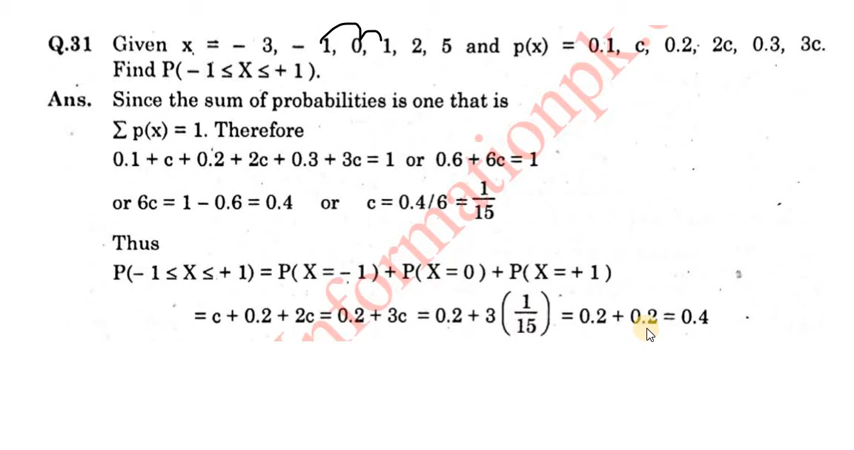 Q.31 Given x = – 3, – 1, 0, 1, 2, 5 and p(x) = 0.1, c, 0.2, 2c, 0.3, 3c.
Find P( – 1 ≤ X ≤ + 1 ).
Ans. Since the sum of probabilities is one that is
Σ p(x) = 1. Therefore
0.1 + c + 0.2 + 2c + 0.3 + 3c = 1 or 0.6 + 6c = 1
or 6c = 1 – 0.6 = 0.4 or c = 0.4/6 = 1/15
Thus
P(– 1 ≤ X ≤ + 1) = P( X = – 1 ) + P( X = 0 ) + P( X = + 1 )
= c + 0.2 + 2c = 0.2 + 3c = 0.2 + 3 (1/15) = 0.2 + 0.2 = 0.4
Informationpk.